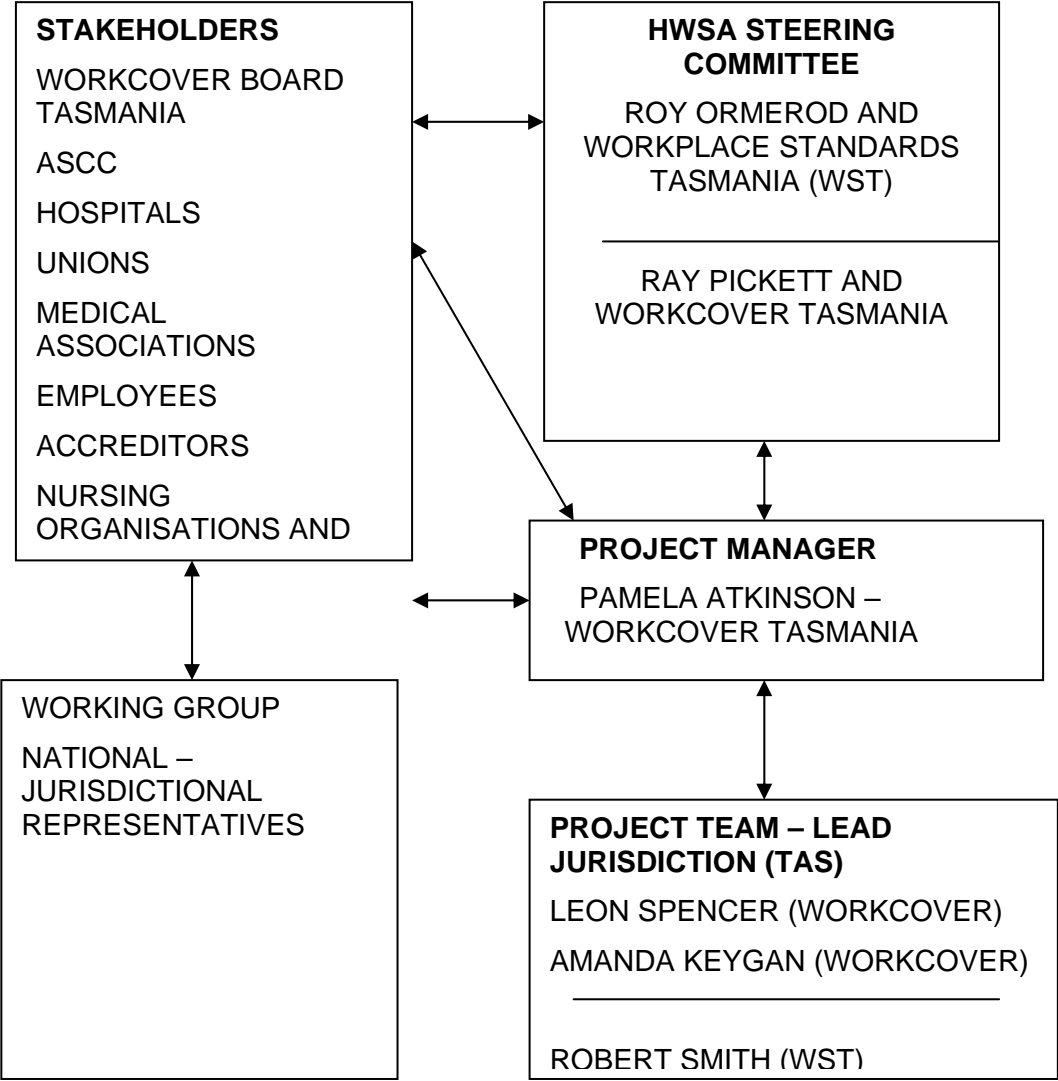 STAKEHOLDERS
WORKCOVER BOARD
TASMANIA
ASCC
HOSPITALS
UNIONS
MEDICAL
ASSOCIATIONS
EMPLOYEES
ACCREDITORS
NURSING
ORGANISATIONS AND
HWSA STEERING
COMMITTEE
ROY ORMEROD AND
WORKPLACE STANDARDS
TASMANIA (WST)
RAY PICKETT AND
WORKCOVER TASMANIA
PROJECT MANAGER
PAMELA ATKINSON –
WORKCOVER TASMANIA
WORKING GROUP
NATIONAL –
JURISDICTIONAL
REPRESENTATIVES
PROJECT TEAM – LEAD
JURISDICTION (TAS)
LEON SPENCER (WORKCOVER)
AMANDA KEYGAN (WORKCOVER)
ROBERT SMITH (WST)